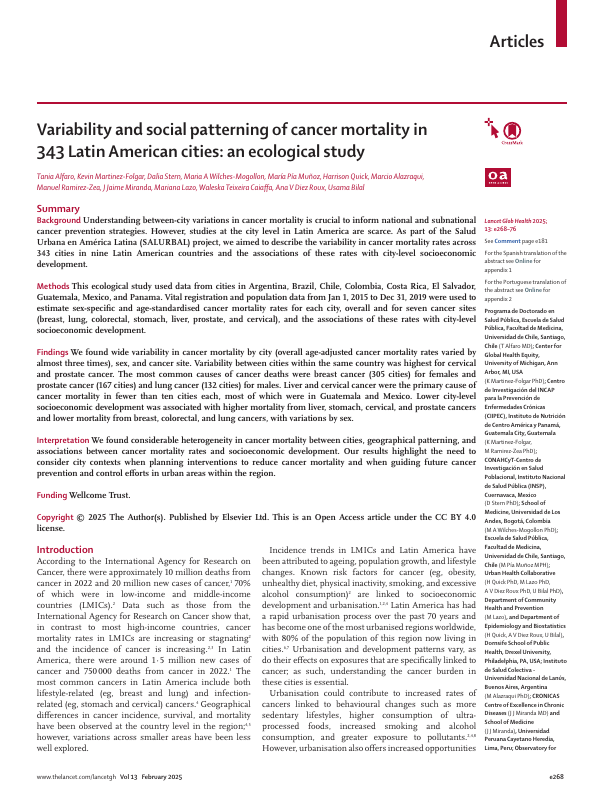 Articles
Variability and social patterning of cancer mortality in
343 Latin American cities: an ecological study
Tania Alfaro, Kevin Martinez-Folgar, Dalia Stern, Maria A Wilches-Mogollon, María Pía Muñoz, Harrison Quick, Marcio Alazraqui,
Manuel Ramirez-Zea, J Jaime Miranda, Mariana Lazo, Waleska Teixeira Caiaffa, Ana V Diez Roux, Usama Bilal
Summary
Background Understanding between-city variations in cancer mortality is crucial to inform national and subnational
cancer prevention strategies. However, studies at the city level in Latin America are scarce. As part of the Salud
Urbana en América Latina (SALURBAL) project, we aimed to describe the variability in cancer mortality rates across
343 cities in nine Latin American countries and the associations of these rates with city-level socioeconomic
development.
Methods This ecological study used data from cities in Argentina, Brazil, Chile, Colombia, Costa Rica, El Salvador,
Guatemala, Mexico, and Panama. Vital registration and population data from Jan 1, 2015 to Dec 31, 2019 were used to
estimate sex-specific and age-standardised cancer mortality rates for each city, overall and for seven cancer sites
(breast, lung, colorectal, stomach, liver, prostate, and cervical), and the associations of these rates with city-level
socioeconomic development.
Findings We found wide variability in cancer mortality by city (overall age-adjusted cancer mortality rates varied by
almost three times), sex, and cancer site. Variability between cities within the same country was highest for cervical
and prostate cancer. The most common causes of cancer deaths were breast cancer (305 cities) for females and
prostate cancer (167 cities) and lung cancer (132 cities) for males. Liver and cervical cancer were the primary cause of
cancer mortality in fewer than ten cities each, most of which were in Guatemala and Mexico. Lower city-level
socioeconomic development was associated with higher mortality from liver, stomach, cervical, and prostate cancers
and lower mortality from breast, colorectal, and lung cancers, with variations by sex.
Interpretation We found considerable heterogeneity in cancer mortality between cities, geographical patterning, and
associations between cancer mortality rates and socioeconomic development. Our results highlight the need to
consider city contexts when planning interventions to reduce cancer mortality and when guiding future cancer
prevention and control efforts in urban areas within the region.
Funding Wellcome Trust.
Copyright © 2025 The Author(s). Published by Elsevier Ltd. This is an Open Access article under the CC BY 4.0
license.
Introduction
According to the International Agency for Research on
Cancer, there were approximately 10 million deaths from
cancer in 2022 and 20 million new cases of cancer,1 70%
of which were in low-income and middle-income
countries (LMICs).2 Data such as those from the
International Agency for Research on Cancer show that,
in contrast to most high-income countries, cancer
mortality rates in LMICs are increasing or stagnating2
and the incidence of cancer is increasing.2,3 In Latin
America, there were around 1·5 million new cases of
cancer and 750 000 deaths from cancer in 2022.1 The
most common cancers in Latin America include both
lifestyle-related (eg, breast and lung) and infection-
related (eg, stomach and cervical) cancers.4 Geographical
differences in cancer incidence, survival, and mortality
have been observed at country level in the region;4,5
however, variations across smaller areas have been less
well explored.
Incidence trends in LMICs and Latin America have
been attributed to ageing, population growth, and lifestyle
changes. Known risk factors for cancer (eg, obesity,
unhealthy diet, physical inactivity, smoking, and excessive
alcohol consumption)2 are linked to socioeconomic
development and urbanisation.1,2,4 Latin America has had
a rapid urbanisation process over the past 70 years and
has become one of the most urbanised regions worldwide,
with 80% of the population of this region now living in
cities.6,7 Urbanisation and development patterns vary, as
do their effects on exposures that are specifically linked to
cancer; as such, understanding the cancer burden in
these cities is essential.
Urbanisation could contribute to increased rates of
cancers linked to behavioural changes such as more
sedentary lifestyles, higher consumption of ultra-
processed foods, increased smoking and alcohol
consumption, and greater exposure to pollutants.2,4,8
However, urbanisation also offers increased opportunities
CrossMark
oa
OPEN ACCESS
Lancet Glob Health 2025;
13: e268–76
See Comment page e181
For the Spanish translation of the
abstract see Online for
appendix 1
For the Portuguese translation of
the abstract see Online for
appendix 2
Programa de Doctorado en
Salud Pública, Escuela de Salud
Pública, Facultad de Medicina,
Universidad de Chile, Santiago,
Chile (T Alfaro MD); Center for
Global Health Equity,
University of Michigan, Ann
Arbor, MI, USA
(K Martinez-Folgar PhD); Centro
de Investigación del INCAP
para la Prevención de
Enfermedades Crónicas
(CIIPEC), Instituto de Nutrición
de Centro América y Panamá,
Guatemala City, Guatemala
(K Martinez-Folgar,
M Ramirez-Zea PhD);
CONAHCyT-Centro de
Investigación en Salud
Poblacional, Instituto Nacional
de Salud Pública (INSP),
Cuernavaca, Mexico
(D Stern PhD); School of
Medicine, Universidad de Los
Andes, Bogotá, Colombia
(M A Wilches-Mogollon PhD);
Escuela de Salud Pública,
Facultad de Medicina,
Universidad de Chile, Santiago,
Chile (M Pía Muñoz MPH);
Urban Health Collaborative
(H Quick PhD, M Lazo PhD,
A V Diez Roux PhD, U Bilal PhD),
Department of Community
Health and Prevention
(M Lazo), and Department of
Epidemiology and Biostatistics
(H Quick, A V Diez Roux, U Bilal),
Dornsife School of Public
Health, Drexel University,
Philadelphia, PA, USA; Instituto
de Salud Colectiva -
Universidad Nacional de Lanús,
Buenos Aires, Argentina
(M Alazraqui PhD); CRONICAS
Centre of Excellence in Chronic
Diseases (J J Miranda MD) and
School of Medicine
(J J Miranda), Universidad
Peruana Cayetano Heredia,
Lima, Peru; Observatory for
www.thelancet.com/lancetgh Vol 13 February 2025
e268